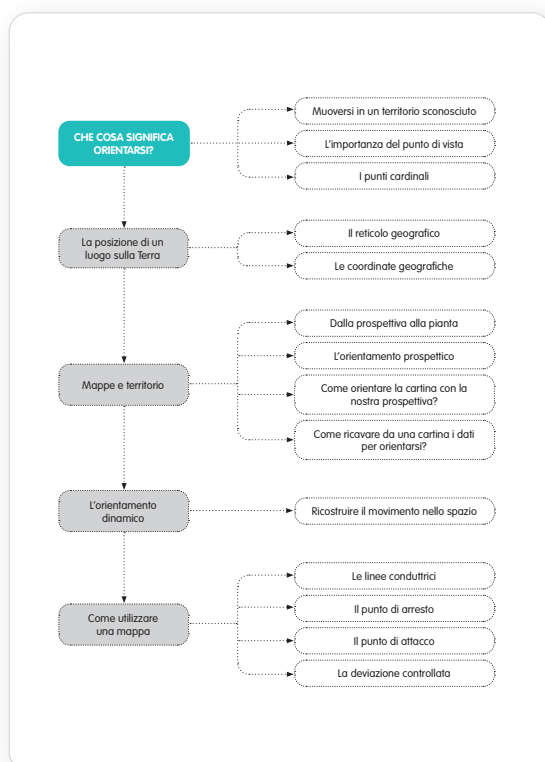 CHE COSA SIGNIFICA
ORIENTARSI?
Muoversi in un territorio sconosciuto
L'importanza del punto di vista
I punti cardinali
La posizione di un
luogo sulla Terra
Il reticolo geografico
Le coordinate geografiche
Mappe e territorio
Dalla prospettiva alla pianta
L'orientamento prospettico
Come orientare la cartina con la
nostra prospettiva?
Come ricavare da una cartina i dati
per orientarsi?
L'orientamento
dinamico
Ricostruire il movimento nello spazio
Come utilizzare
una mappa
Le linee conduttrici
Il punto di arresto
Il punto di attacco
La deviazione controllata